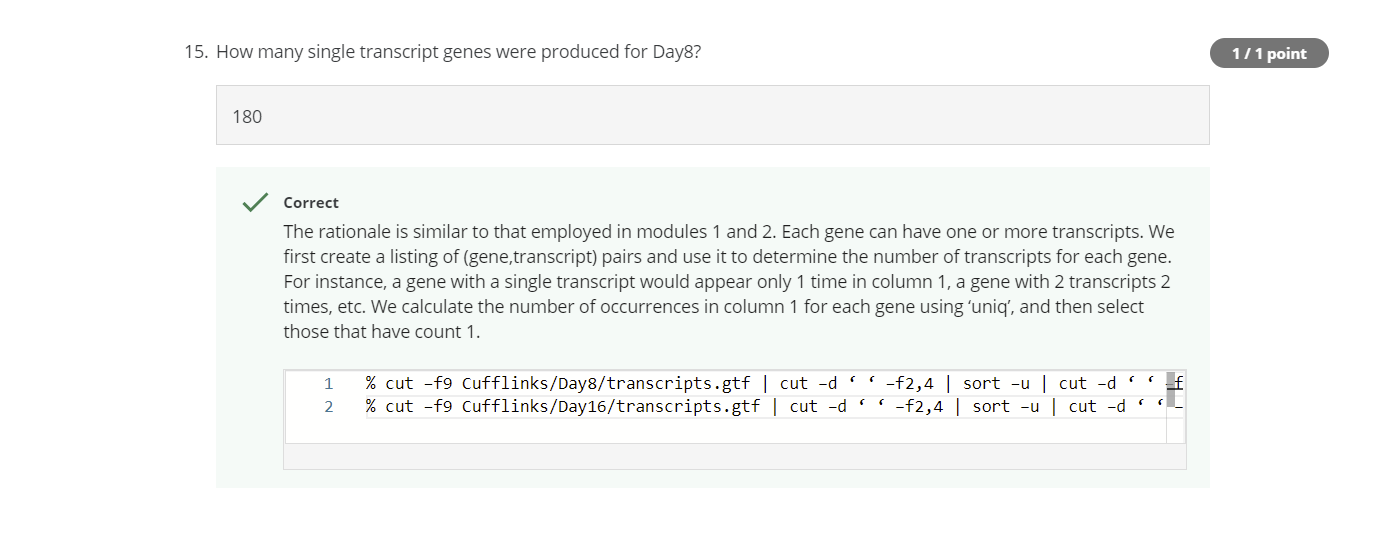 15. How many single transcript genes were produced for Day8?
1 / 1 point
180
Correct
The rationale is similar to that employed in modules 1 and 2. Each gene can have one or more transcripts. We
first create a listing of (gene,transcript) pairs and use it to determine the number of transcripts for each gene.
For instance, a gene with a single transcript would appear only 1 time in column 1, a gene with 2 transcripts 2
times, etc. We calculate the number of occurrences in column 1 for each gene using ‘uniq’, and then select
those that have count 1.
1 % cut –f9 Cufflinks/Day8/transcripts.gtf | cut –d ‘ ‘ –f2,4 | sort –u | cut –d ‘ ‘ –f
2 % cut –f9 Cufflinks/Day16/transcripts.gtf | cut –d ‘ ‘ –f2,4 | sort –u | cut –d ‘ ‘ –